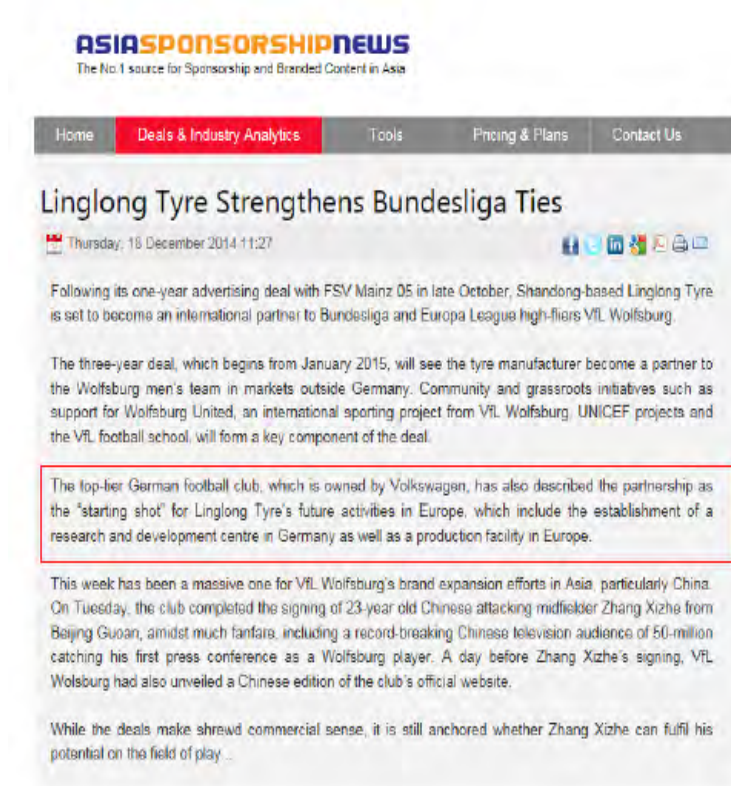 ASIASPONSORSHIPNEWS
The No.1 source for Sponsorship and Branded Content in Asia
Home Deals & Industry Analytics Tools Pricing & Plans Contact Us
Linglong Tyre Strengthens Bundesliga Ties
Thursday, 18 December 2014 11:27
Following its one-year advertising deal with FSV Mainz 05 in late October, Shandong-based Linglong Tyre
is set to become an international partner to Bundesliga and Europa League high-fliers VfL Wolfsburg.
The three-year deal, which begins from January 2015, will see the tyre manufacturer become a partner to
the Wolfsburg men's team in markets outside Germany. Community and grassroots initiatives such as
support for Wolfsburg United, an international sporting project from VfL Wolfsburg, UNICEF projects and
the VfL football school, will form a key component of the deal.
The top-tier German football club, which is owned by Volkswagen, has also described the partnership as
the "starting shot" for Linglong Tyre's future activities in Europe, which include the establishment of a
research and development centre in Germany as well as a production facility in Europe.
This week has been a massive one for VfL Wolfsburg's brand expansion efforts in Asia, particularly China.
On Tuesday, the club completed the signing of 23-year old Chinese attacking midfielder Zhang Xizhe from
Beijing Guoan, amidst much fanfare, including a record-breaking Chinese television audience of 50-million
catching his first press conference as a Wolfsburg player. A day before Zhang Xizhe's signing, VfL
Wolsburg had also unveiled a Chinese edition of the club's official website.
While the deals make shrewd commercial sense, it is still anchored whether Zhang Xizhe can fulfil his
potential on the field of play...